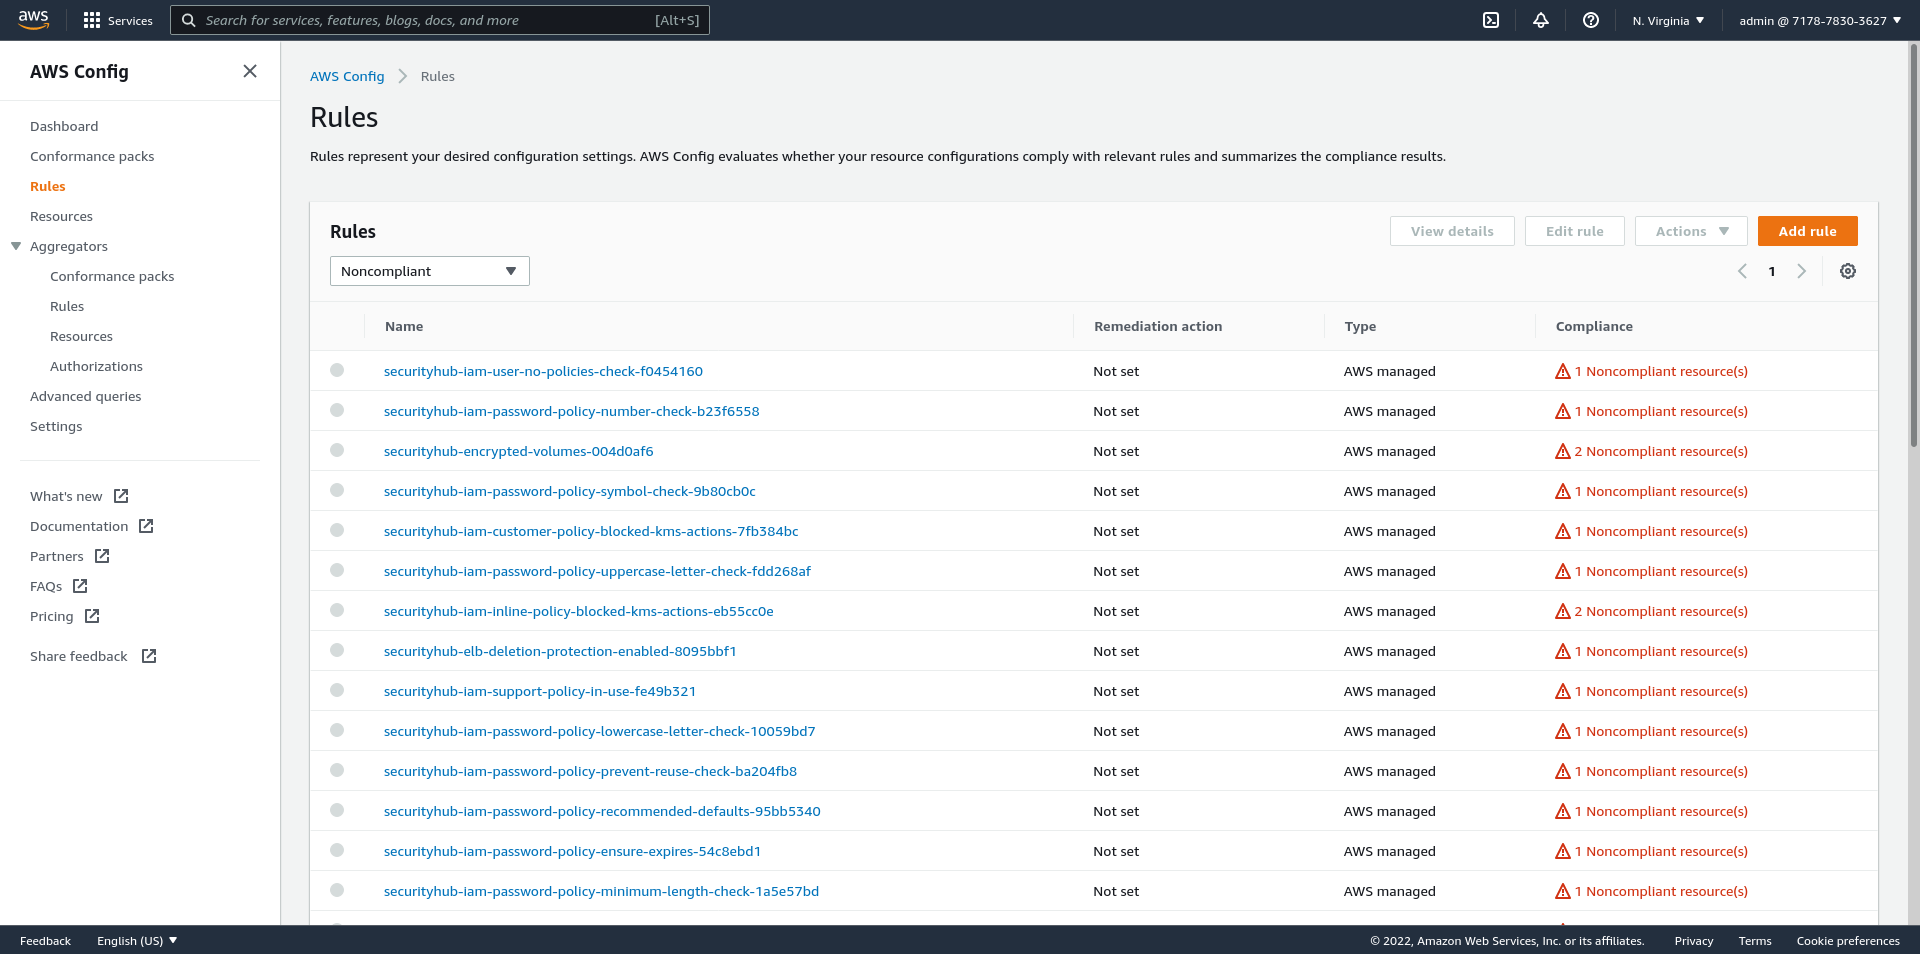 aws
Services
Search for services, features, blogs, docs, and more
[Alt+S]
N. Virginia
admin @ 7178-7830-3627
AWS Config
Dashboard
Conformance packs
Rules
Resources
Aggregators
Conformance packs
Rules
Resources
Authorizations
Advanced queries
Settings
What's new
Documentation
Partners
FAQs
Pricing
Share feedback
AWS Config
Rules
Rules
Rules represent your desired configuration settings. AWS Config evaluates whether your resource configurations comply with relevant rules and summarizes the compliance results.
Rules
View details
Edit rule
Actions
Add rule
Noncompliant
1
Name Remediation action Type Compliance
securityhub-iam-user-no-policies-check-f0454160 Not set AWS managed 1 Noncompliant resource(s)
securityhub-iam-password-policy-number-check-b23f6558 Not set AWS managed 1 Noncompliant resource(s)
securityhub-encrypted-volumes-004d0af6 Not set AWS managed 2 Noncompliant resource(s)
securityhub-iam-password-policy-symbol-check-9b80cb0c Not set AWS managed 1 Noncompliant resource(s)
securityhub-iam-customer-policy-blocked-kms-actions-7fb384bc Not set AWS managed 1 Noncompliant resource(s)
securityhub-iam-password-policy-uppercase-letter-check-fdd268af Not set AWS managed 1 Noncompliant resource(s)
securityhub-iam-inline-policy-blocked-kms-actions-eb55cc0e Not set AWS managed 2 Noncompliant resource(s)
securityhub-elb-deletion-protection-enabled-8095bbf1 Not set AWS managed 1 Noncompliant resource(s)
securityhub-iam-support-policy-in-use-fe49b321 Not set AWS managed 1 Noncompliant resource(s)
securityhub-iam-password-policy-lowercase-letter-check-10059bd7 Not set AWS managed 1 Noncompliant resource(s)
securityhub-iam-password-policy-prevent-reuse-check-ba204fb8 Not set AWS managed 1 Noncompliant resource(s)
securityhub-iam-password-policy-recommended-defaults-95bb5340 Not set AWS managed 1 Noncompliant resource(s)
securityhub-iam-password-policy-ensure-expires-54c8ebd1 Not set AWS managed 1 Noncompliant resource(s)
securityhub-iam-password-policy-minimum-length-check-1a5e57bd Not set AWS managed 1 Noncompliant resource(s)
Feedback
English (US)
© 2022, Amazon Web Services, Inc. or its affiliates.
Privacy
Terms
Cookie preferences